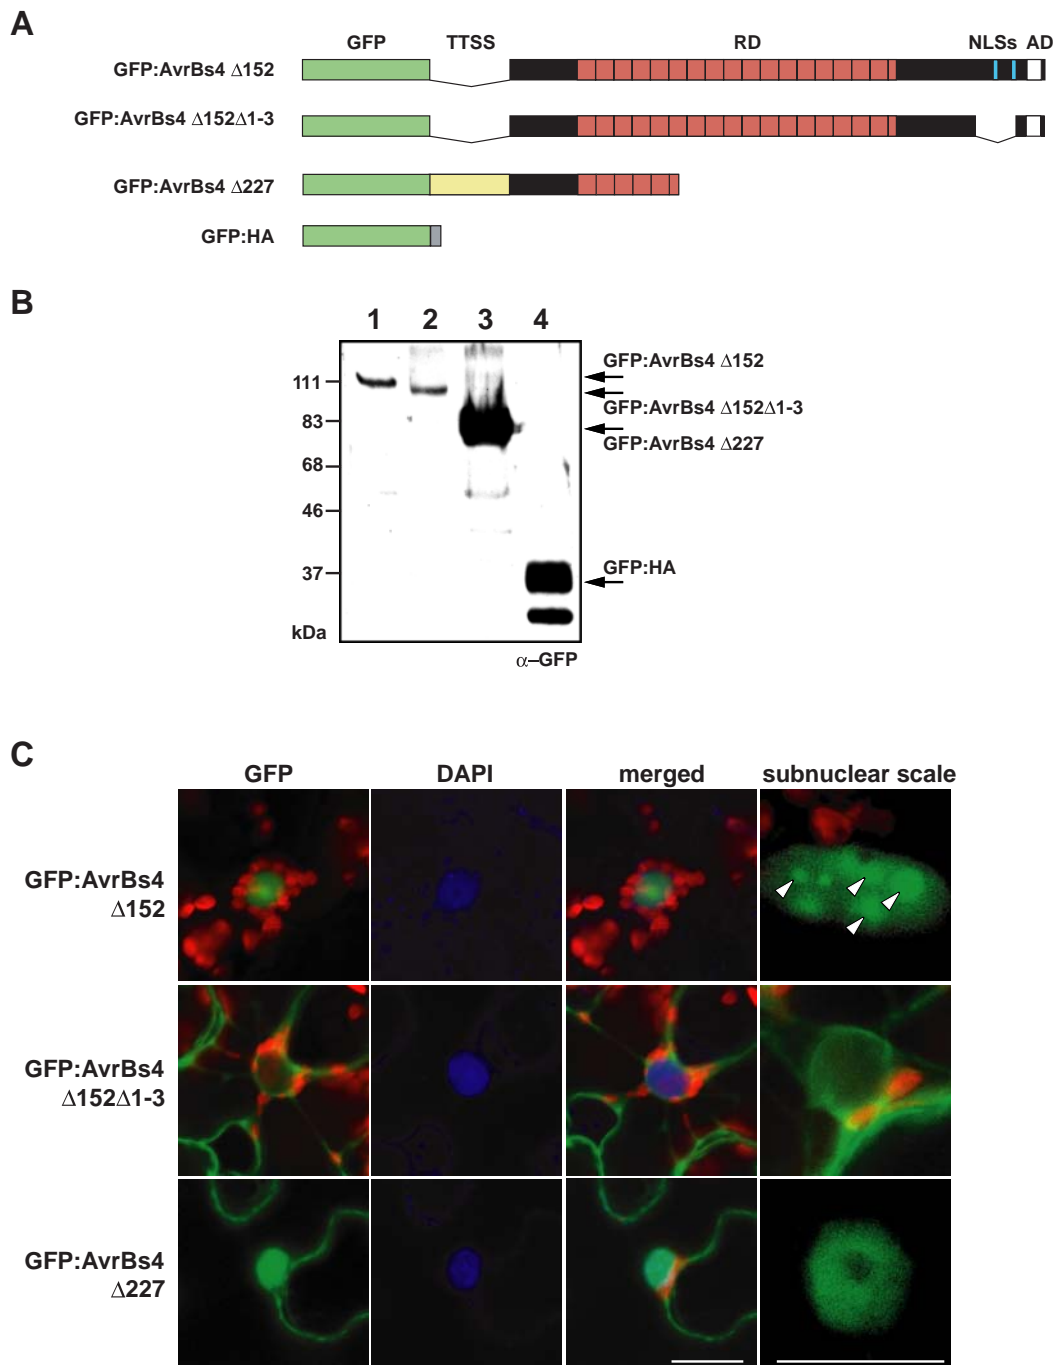 A
GFP TTSS RD NLSs AD
GFP:AvrBs4 Δ152
GFP:AvrBs4 Δ152Δ1-3
GFP:AvrBs4 Δ227
GFP:HA
B
1 2 3 4
111
83
68
46
37
kDa
GFP:AvrBs4 Δ152
GFP:AvrBs4 Δ152Δ1-3
GFP:AvrBs4 Δ227
GFP:HA
α–GFP
C
GFP DAPI merged subnuclear scale
GFP:AvrBs4
Δ152
GFP:AvrBs4
Δ152Δ1-3
GFP:AvrBs4
Δ227